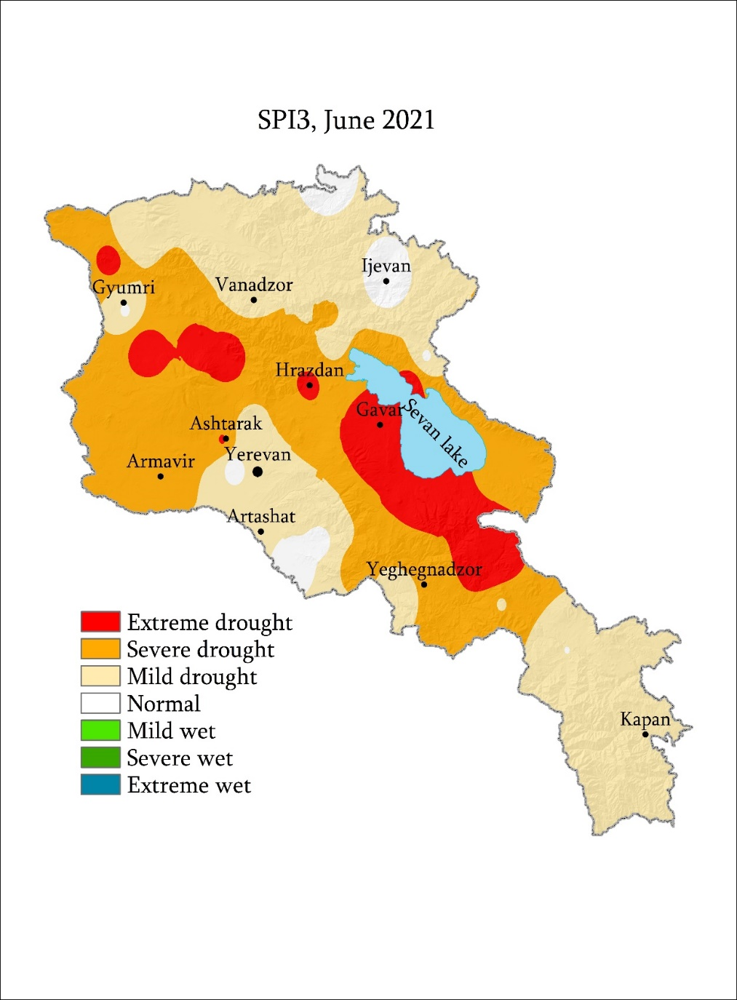 SPI3, June 2021
Ijevan
Gyumri
Vanadzor
Hrazdan
Gavar
Sevan lake
Ashtarak
Yerevan
Armavir
Artashat
Yeghegnadzor
Extreme drought
Severe drought
Mild drought
Normal
Kapan
Mild wet
Severe wet
Extreme wet